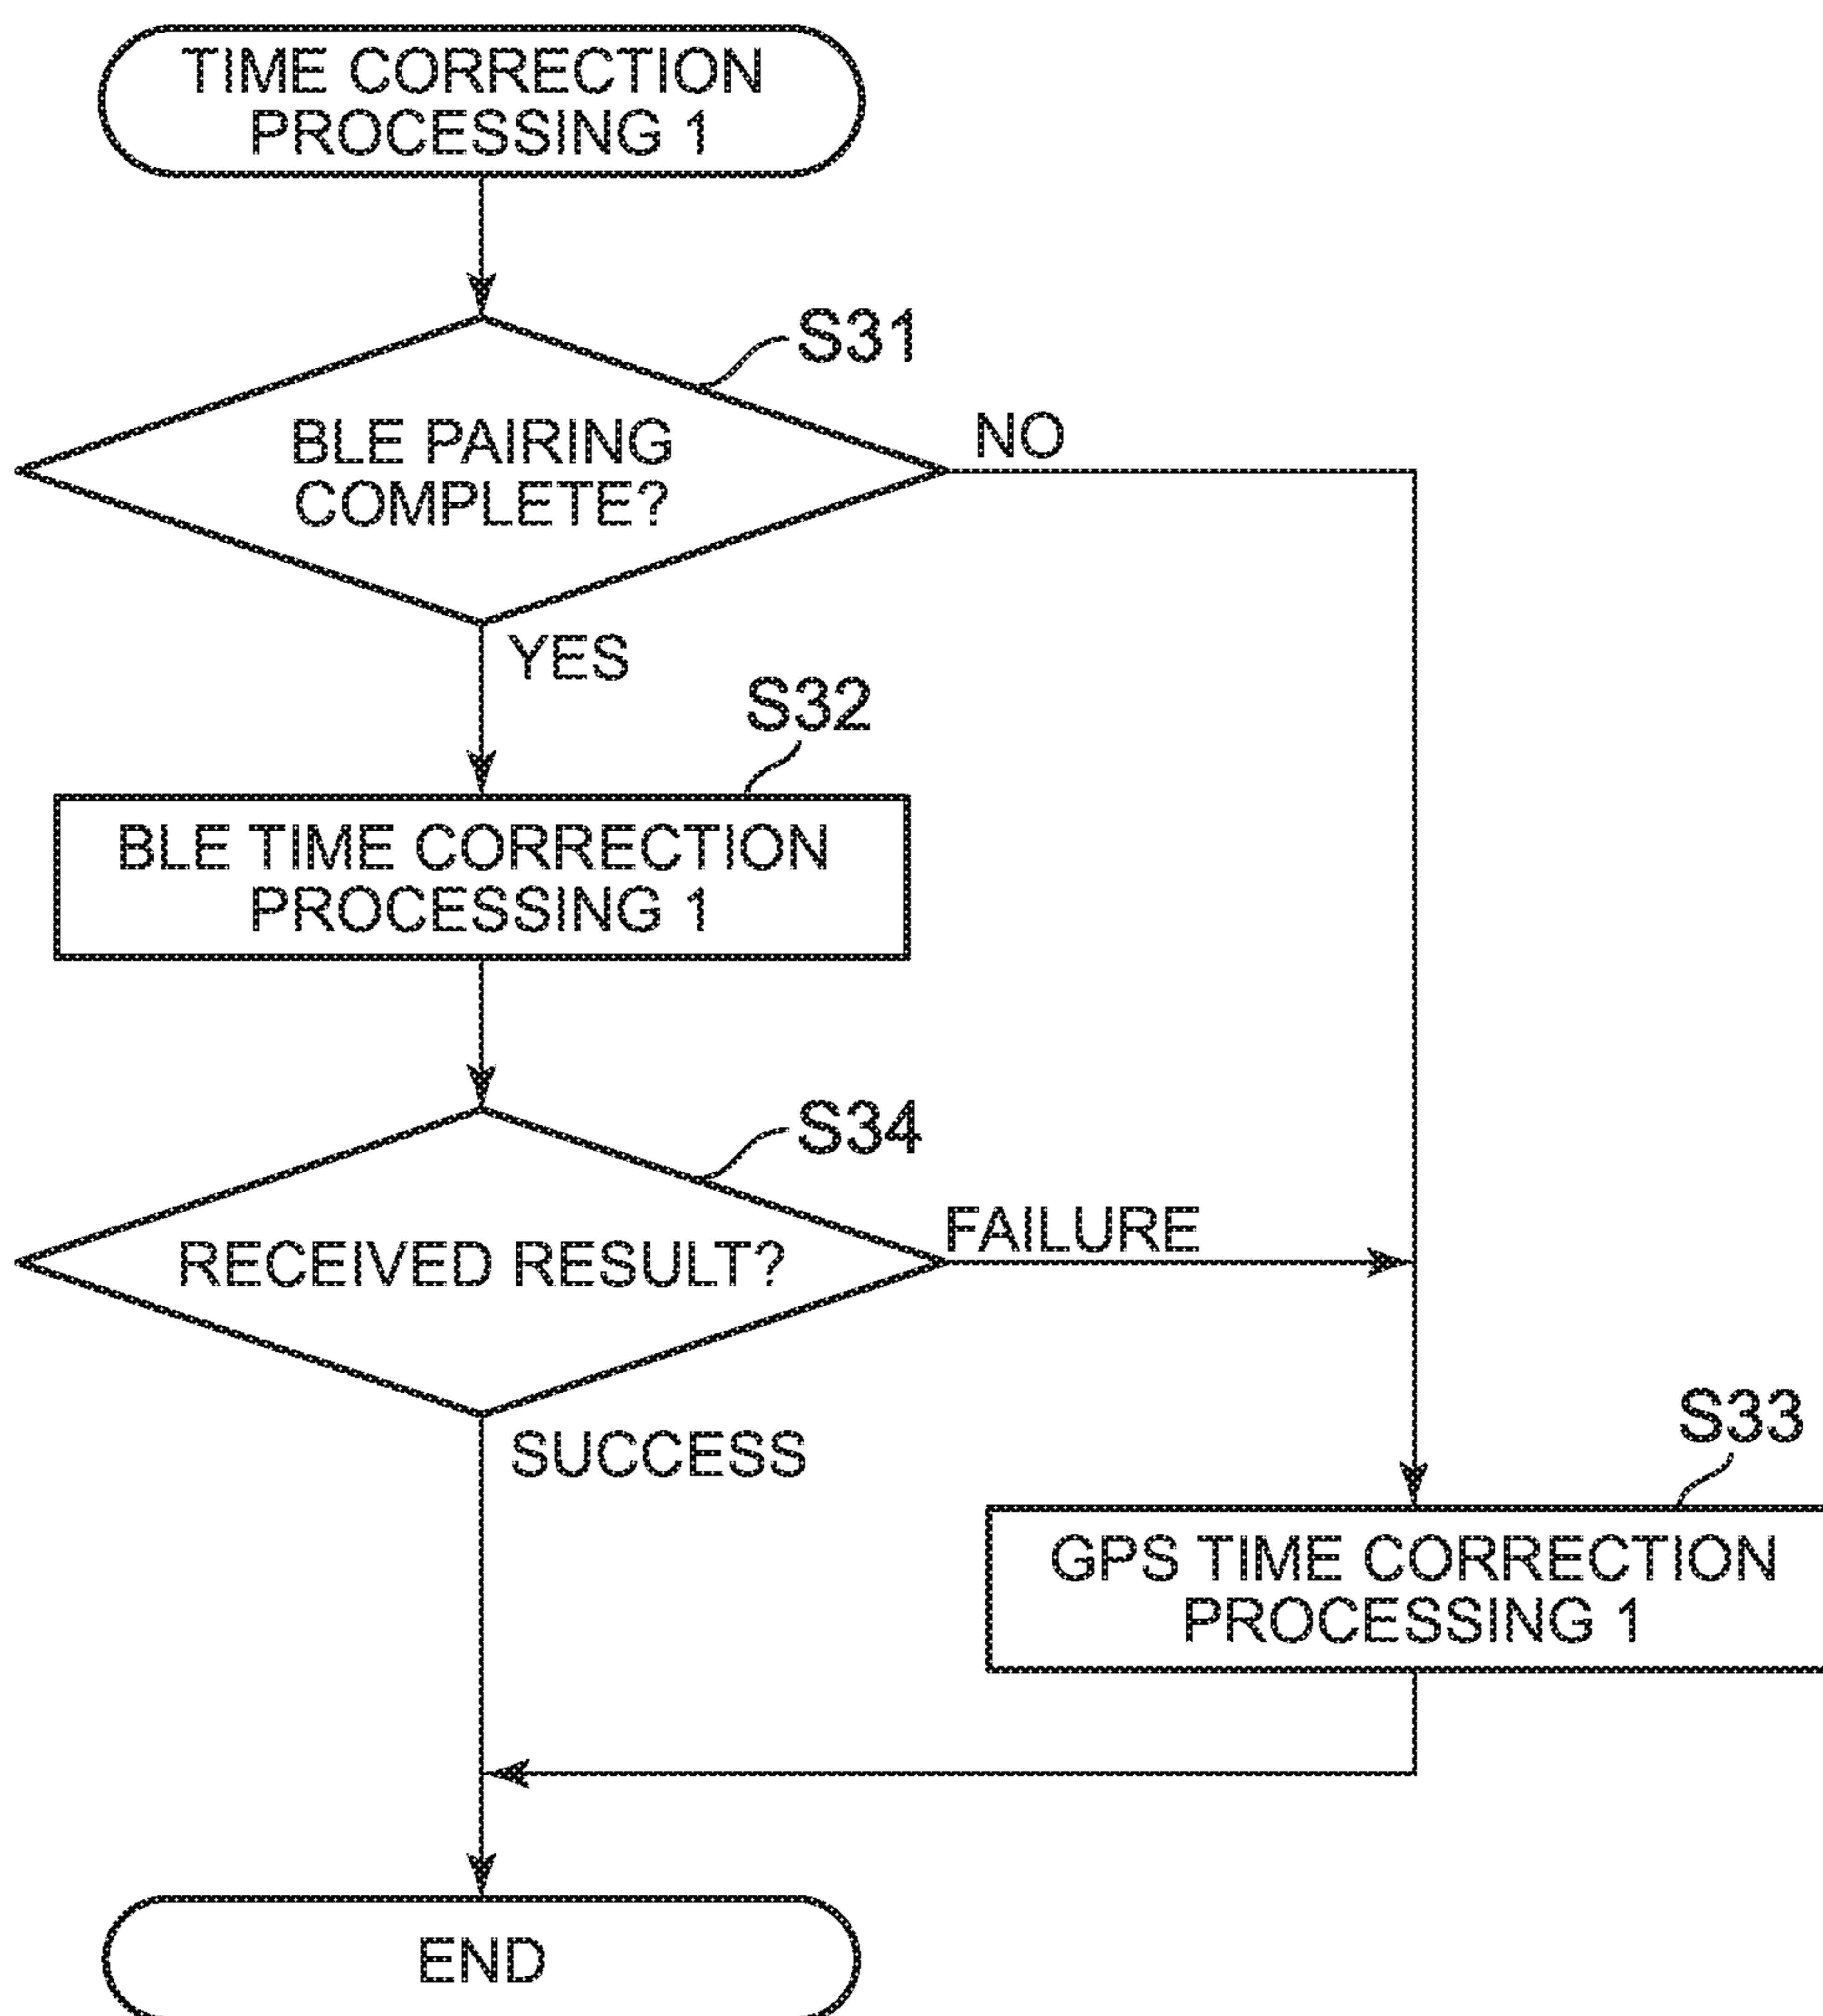 TIME CORRECTION
PROCESSING 1
S31
BLE PAIRING
COMPLETE?
NO
YES
S32
BLE TIME CORRECTION
PROCESSING 1
S34
RECEIVED RESULT?
FAILURE
SUCCESS
S33
GPS TIME CORRECTION
PROCESSING 1
END